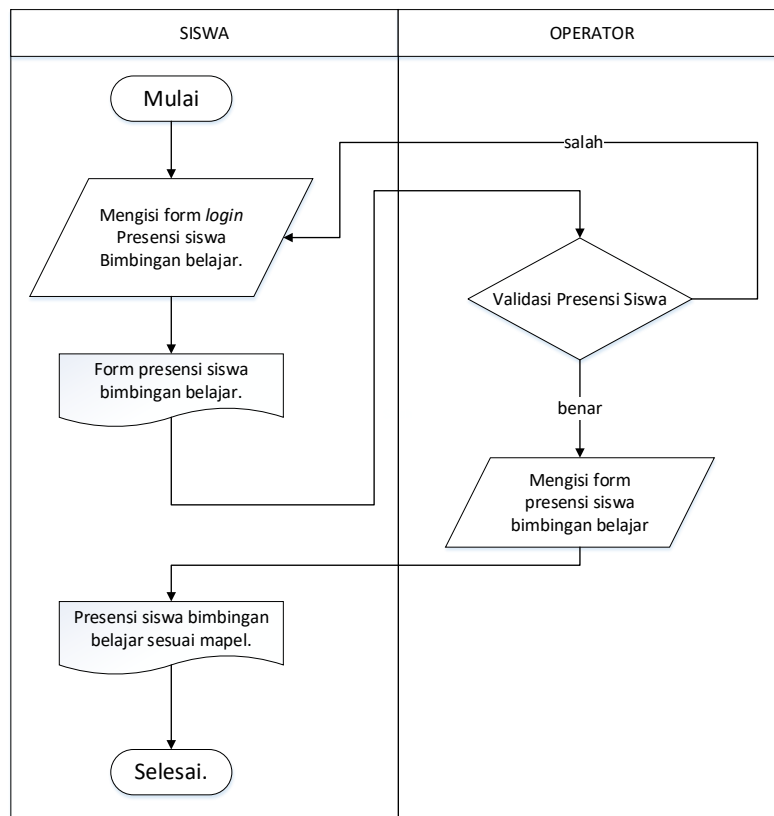 SISWA
OPERATOR
Mulai
salah
Mengisi form login
Presensi siswa
Bimbingan belajar.
Validasi Presensi Siswa
Form presensi siswa
bimbingan belajar.
benar
Mengisi form
presensi siswa
bimbingan belajar
Presensi siswa bimbingan
belajar sesuai mapel.
Selesai.